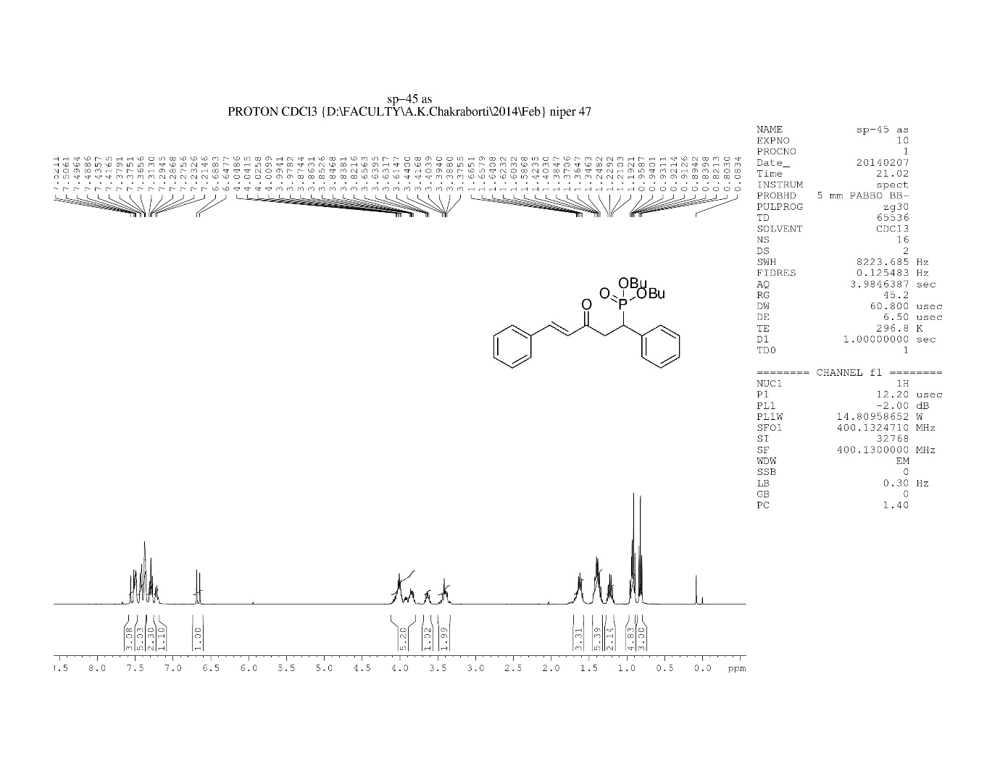 sp-45 as
PROTON CDCl3 {D:\FACULTY\A.K.Chakraborti\2014\Feb} niper 47
7.5211
7.5061
7.4964
7.4886
7.4357
7.4165
7.3791
7.3751
7.3656
7.3130
7.2945
7.2868
7.2756
7.2326
7.2146
6.6883
6.6477
4.0486
4.0415
4.0258
4.0099
3.9941
3.9782
3.8744
3.8631
3.8526
3.8468
3.8381
3.8216
3.6563
3.6395
3.6317
3.6147
3.4400
3.4168
3.4039
3.3940
3.3880
3.3755
1.6651
1.6579
1.6408
1.6232
1.6032
1.5868
1.4235
1.4030
1.3847
1.3706
1.3647
1.3463
1.2482
1.2292
1.2103
1.1921
0.9587
0.9401
0.9311
0.9214
0.9126
0.8942
0.8398
0.8213
0.8030
0.0834
NAME sp-45 as
EXPNO 10
PROCNO 1
Date_ 20140207
Time 21.02
INSTRUM spect
PROBHD 5 mm PABBO BB-
PULPROG zg30
TD 65536
SOLVENT CDCl3
NS 16
DS 2
SWH 8223.685 Hz
FIDRES 0.125483 Hz
AQ 3.9846387 sec
RG 45.2
DW 60.800 usec
DE 6.50 usec
TE 296.8 K
D1 1.00000000 sec
TD0 1
======== CHANNEL f1 ========
NUC1 1H
P1 12.20 usec
PL1 -2.00 dB
PL1W 14.80958652 W
SFO1 400.1324710 MHz
SI 32768
SF 400.1300000 MHz
WDW EM
SSB 0
LB 0.30 Hz
GB 0
PC 1.40
OBu
O OBu
P
O
3.08
5.03
2.30
1.10
1.00
5.20
1.02
1.99
3.31
5.39
2.14
4.83
3.00
7.5 7.0 6.5 6.0 5.5 5.0 4.5 4.0 3.5 3.0 2.5 2.0 1.5 1.0 0.5 0.0 ppm